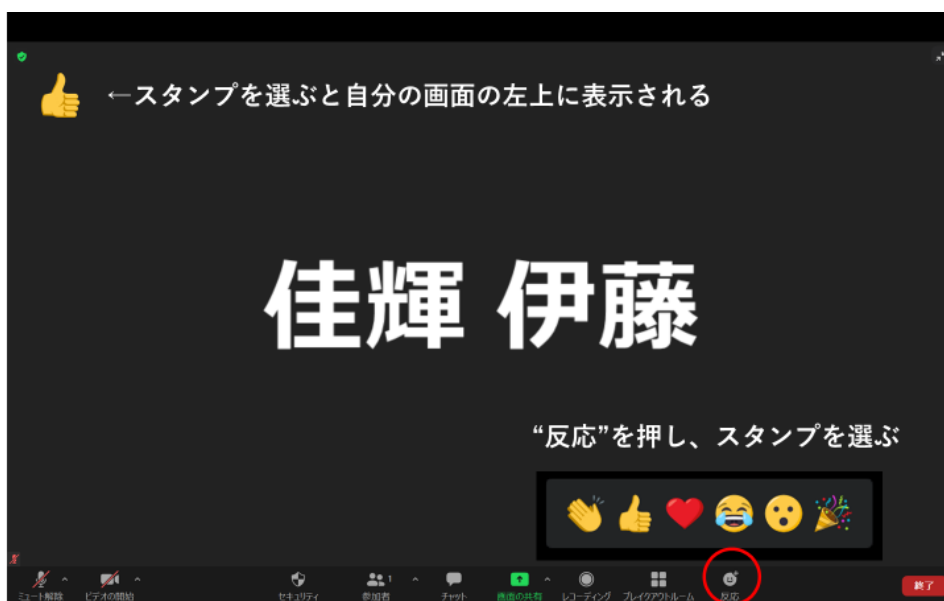 ←スタンプを選ぶと自分の画面の左上に表示される
佳輝 伊藤
“反応”を押し、スタンプを選ぶ
ミュート解除 ビデオの開始 セキュリティ 参加者 1 チャット 画面の共有 レコーディング ブレイクアウトルーム 反応 終了